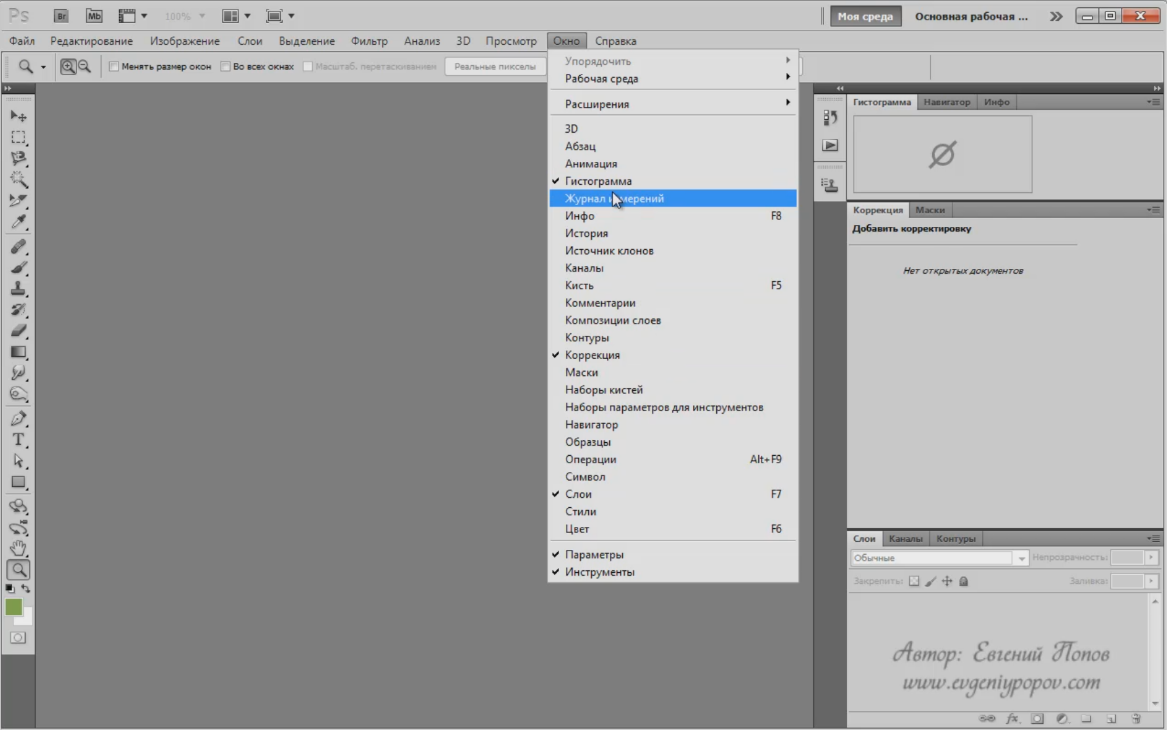 Ps Br Mb 100% Моя среда Основная рабочая ...
Файл Редактирование Изображение Слои Выделение Фильтр Анализ 3D Просмотр Окно Справка
Менять размер окон Во всех окнах Масштаб. перетаскиванием Реальные пикселы
Упорядочить
Рабочая среда
Расширения
3D
Абзац
Анимация
Гистограмма
Журнал измерений
Инфо F8
История
Источник клонов
Каналы
Кисть F5
Комментарии
Композиции слоев
Контуры
Коррекция
Маски
Наборы кистей
Наборы параметров для инструментов
Навигатор
Образцы
Операции Alt+F9
Символ
Слои F7
Стили
Цвет F6
Параметры
Инструменты
Гистограмма Навигатор Инфо
Коррекция Маски
Добавить корректировку
Нет открытых документов
Слои Каналы Контуры
Обычные Непрозрачность:
Закрепить: Заливка:
Автор: Евгений Попов
www.evgeniypopov.com